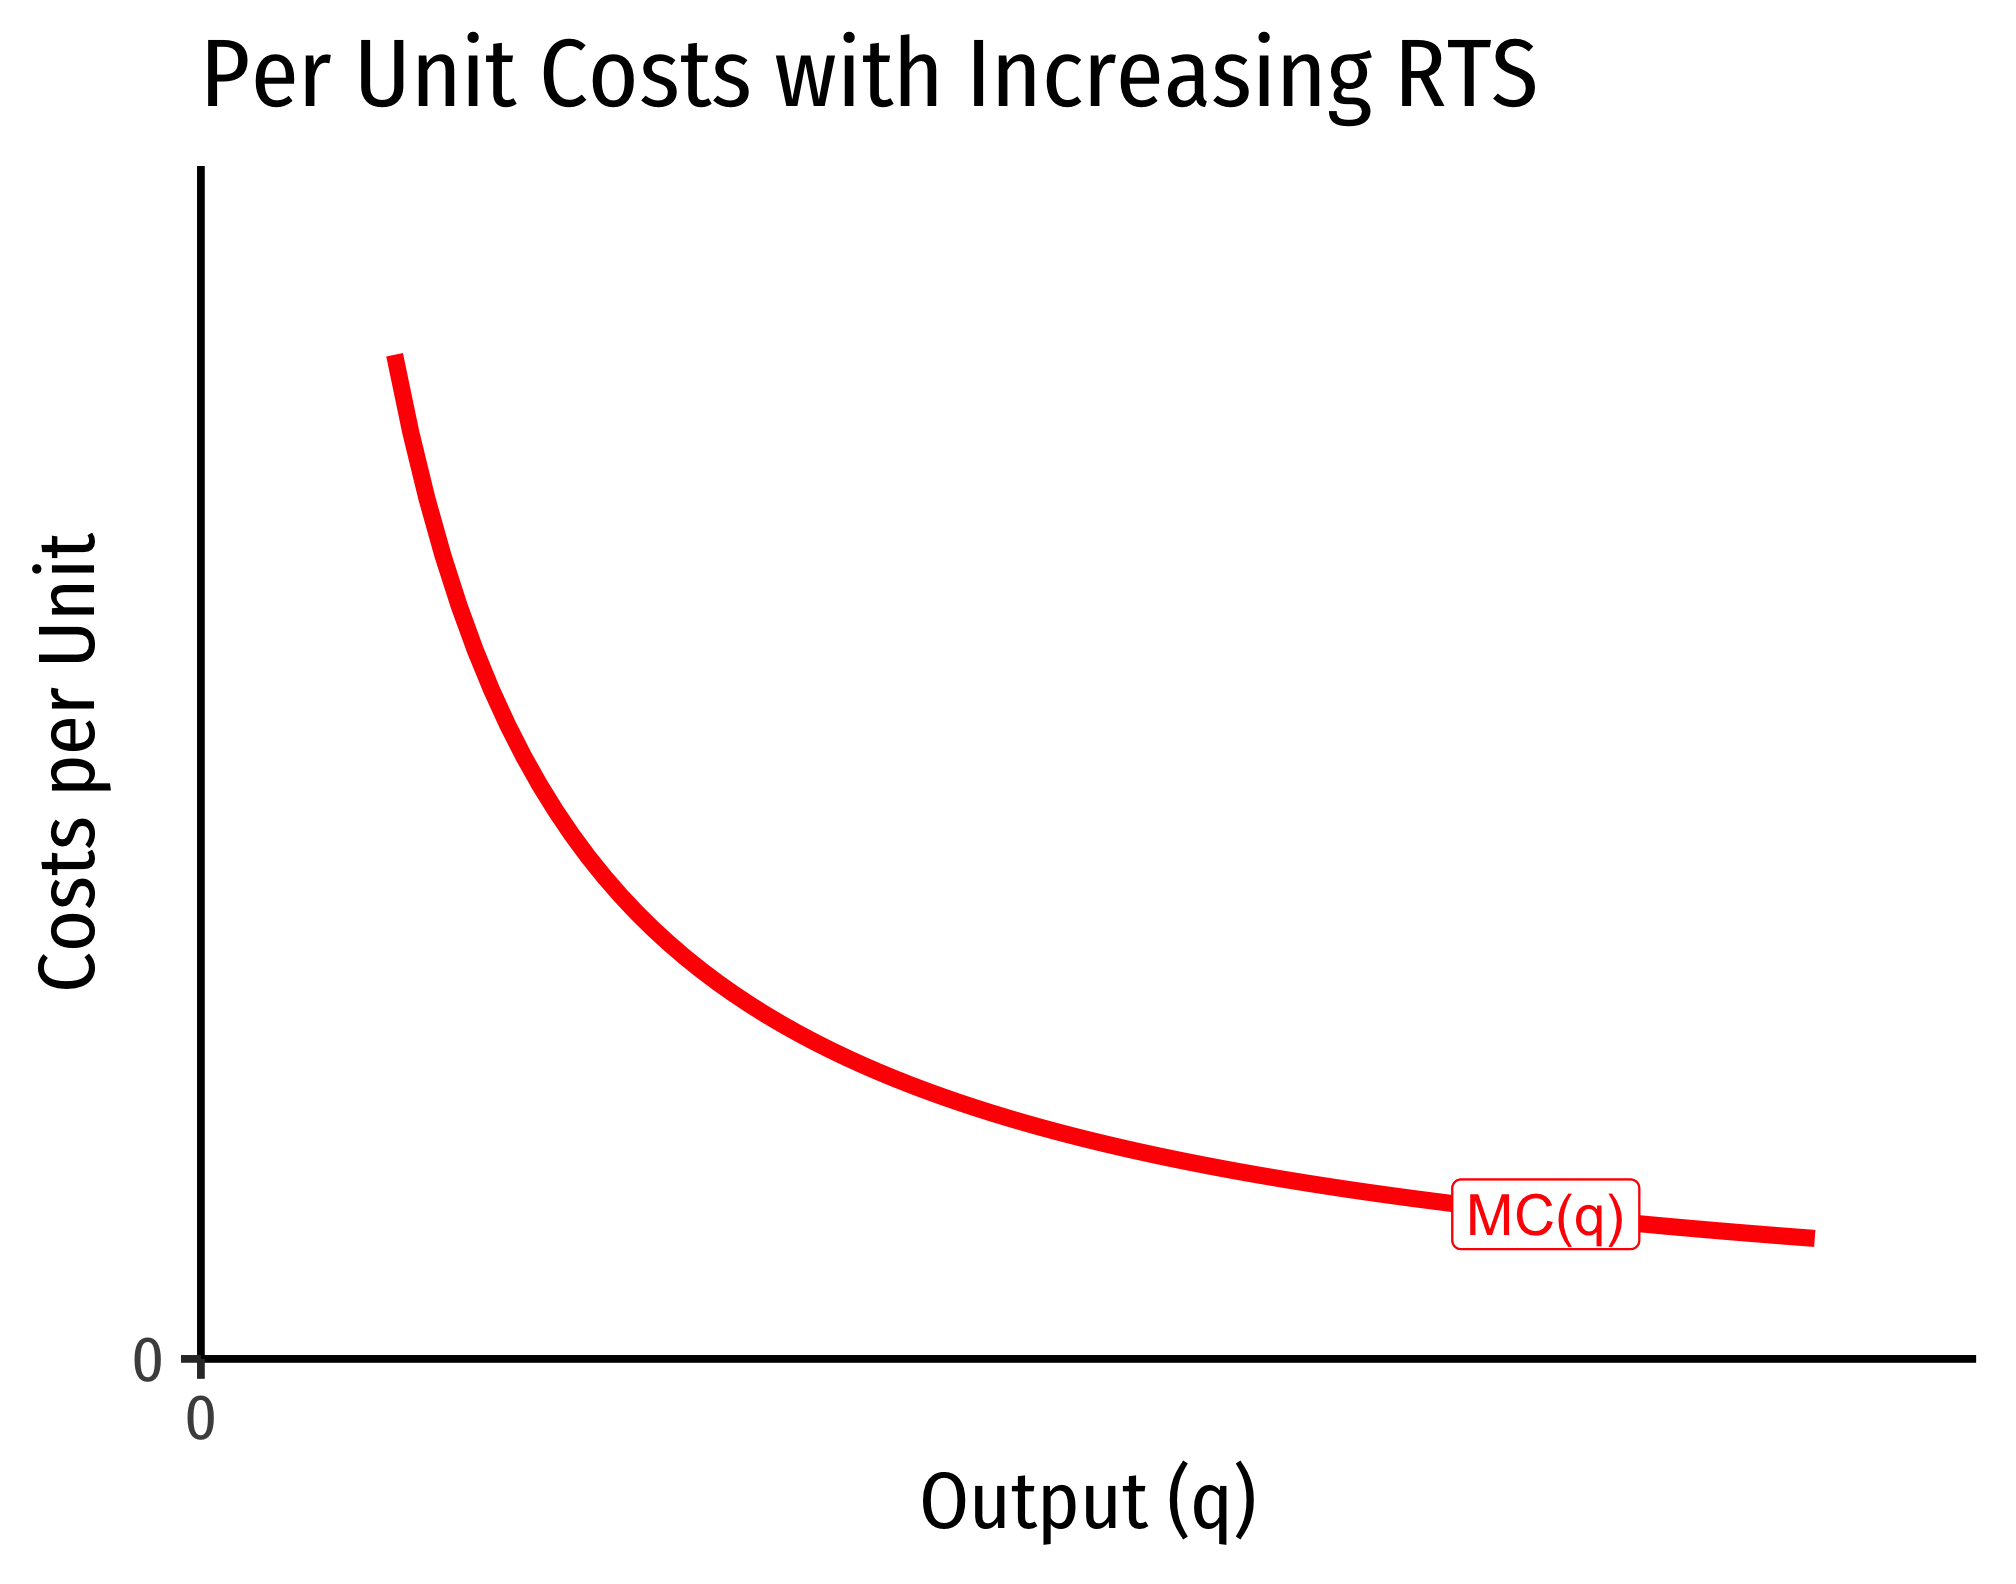 Per Unit Costs with Increasing RTS
Costs per Unit
MC(q)
0
0
Output (q)